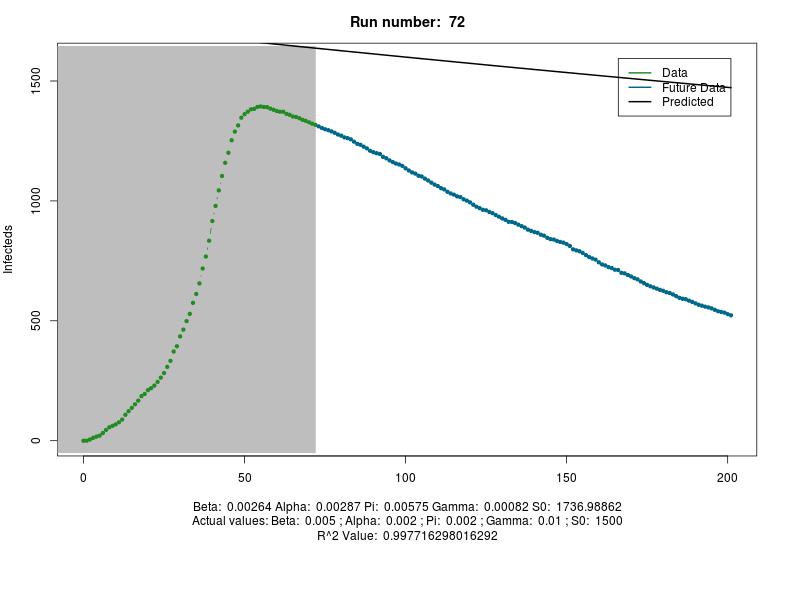 Run number: 72
Infecteds
1500
1000
500
0
Data
Future Data
Predicted
0 50 100 150 200
Beta: 0.00264 Alpha: 0.00287 Pi: 0.00575 Gamma: 0.00082 S0: 1736.98862
Actual values: Beta: 0.005 ; Alpha: 0.002 ; Pi: 0.002 ; Gamma: 0.01 ; S0: 1500
R^2 Value: 0.997716298016292